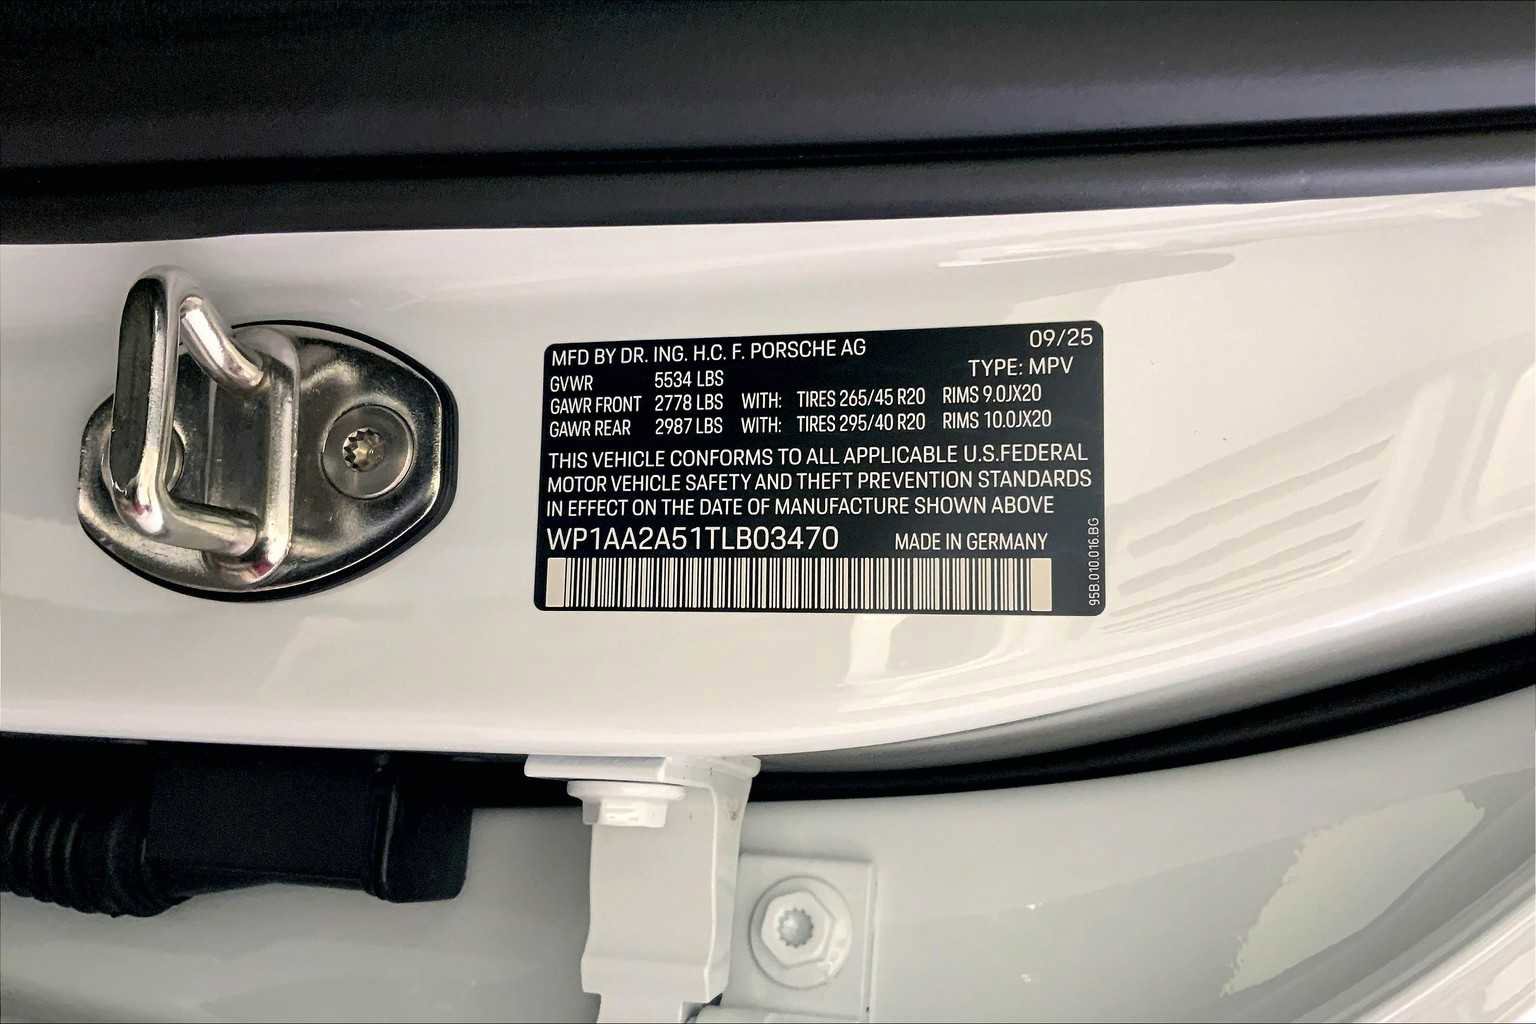 MFD BY DR. ING. H.C. F. PORSCHE AG 09/25
TYPE: MPV
GVWR 5534 LBS
GAWR FRONT 2778 LBS WITH: TIRES 265/45 R20 RIMS 9.0JX20
GAWR REAR 2987 LBS WITH: TIRES 295/40 R20 RIMS 10.0JX20
THIS VEHICLE CONFORMS TO ALL APPLICABLE U.S.FEDERAL
MOTOR VEHICLE SAFETY AND THEFT PREVENTION STANDARDS
IN EFFECT ON THE DATE OF MANUFACTURE SHOWN ABOVE
WP1AA2A51TLB03470 MADE IN GERMANY
95B.010.016.BG